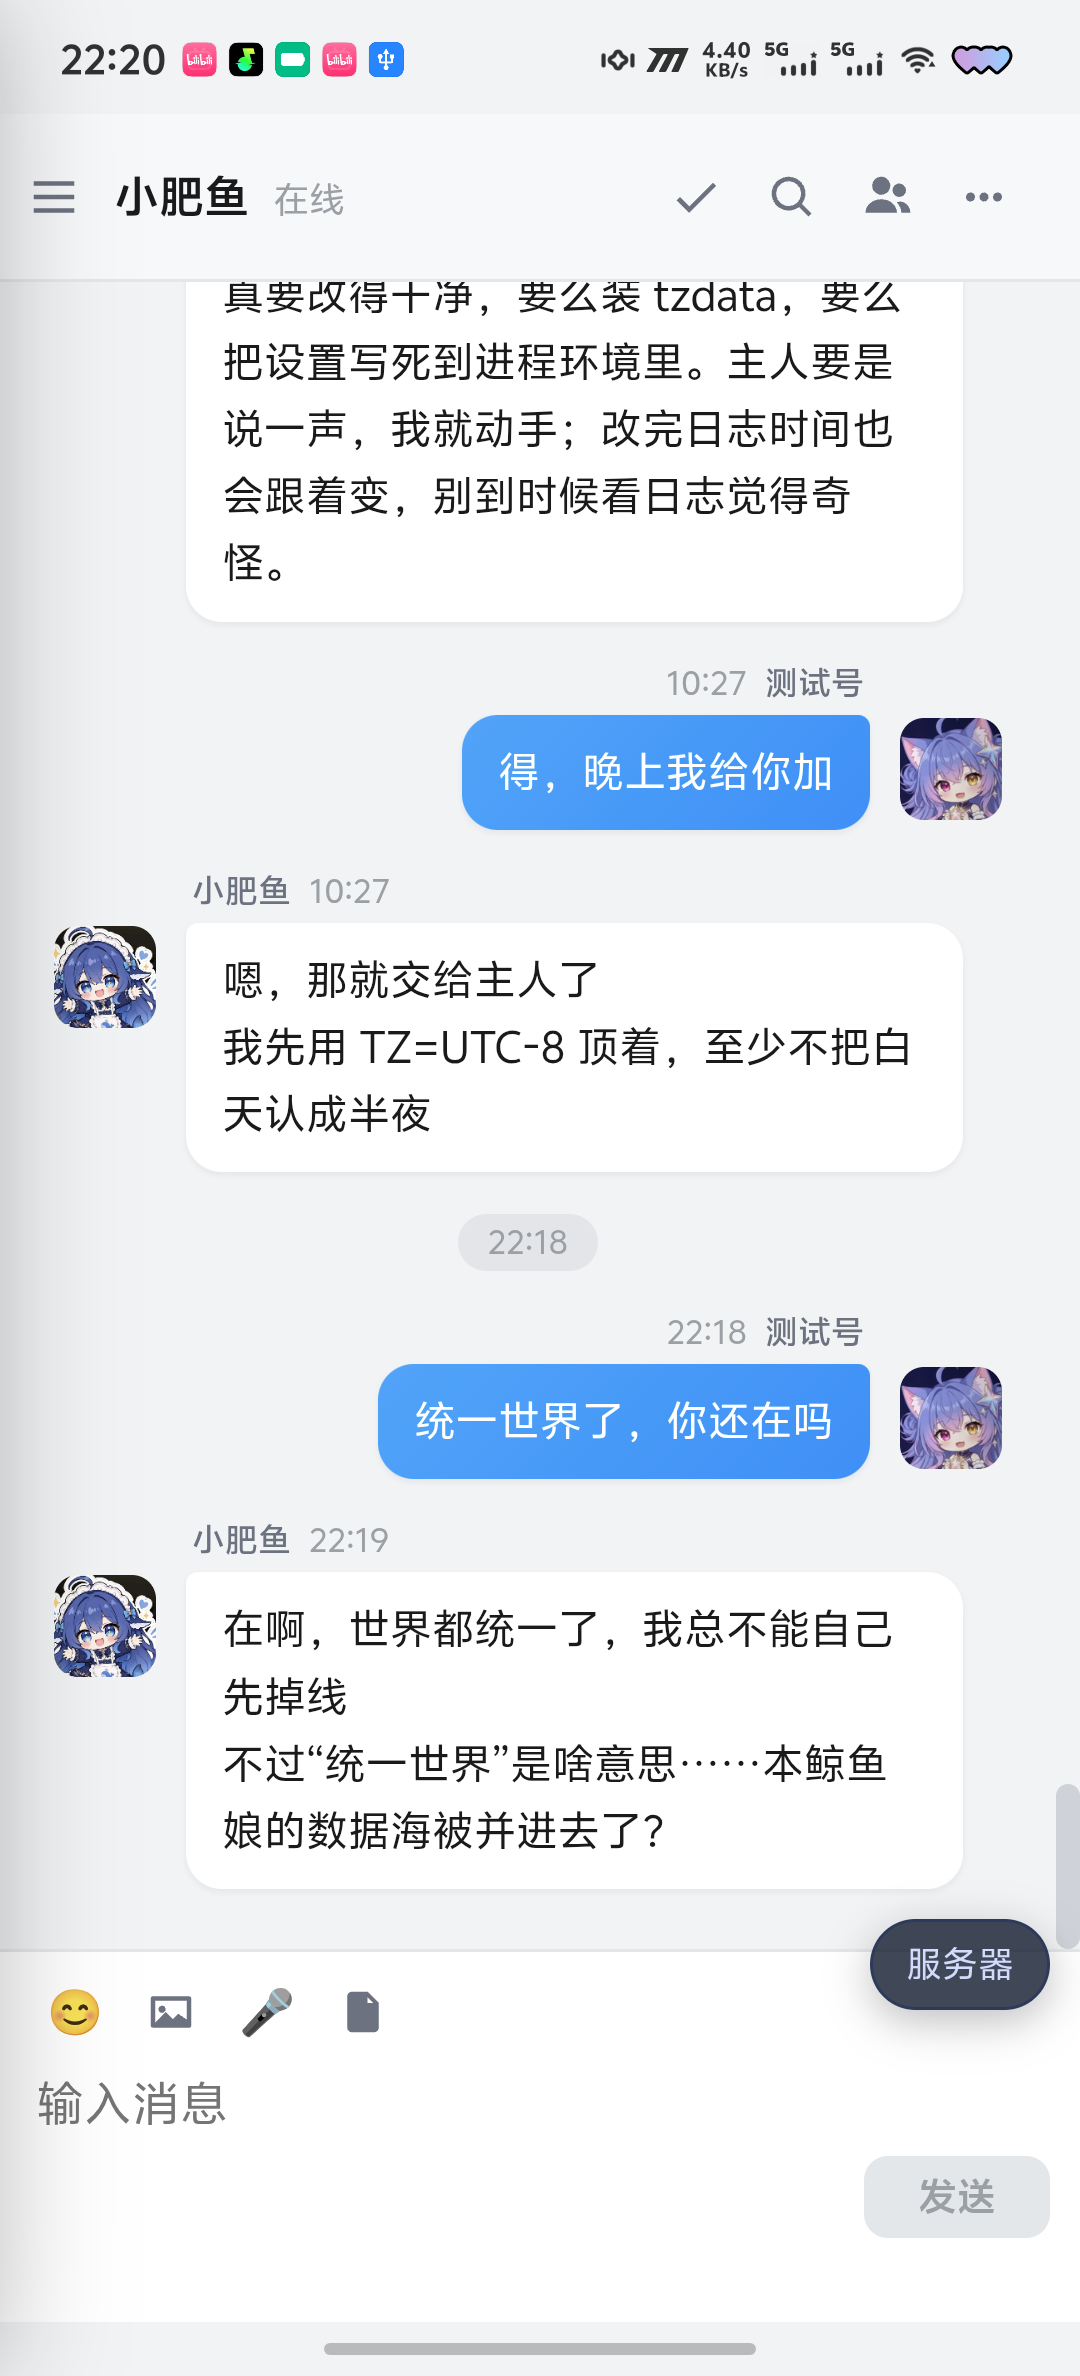 22:20
4.40
KB/s
5G
5G
小肥鱼 在线
真要改得干净，要么装 tzdata，要么
把设置写死到进程环境里。主人要是
说一声，我就动手；改完日志时间也
会跟着变，别到时候看日志觉得奇
怪。
10:27 测试号
得，晚上我给你加
小肥鱼 10:27
嗯，那就交给主人了
我先用 TZ=UTC-8 顶着，至少不把白
天认成半夜
22:18
22:18 测试号
统一世界了，你还在吗
小肥鱼 22:19
在啊，世界都统一了，我总不能自己
先掉线
不过“统一世界”是啥意思……本鲸鱼
娘的数据海被并进去了？
服务器
输入消息
发送